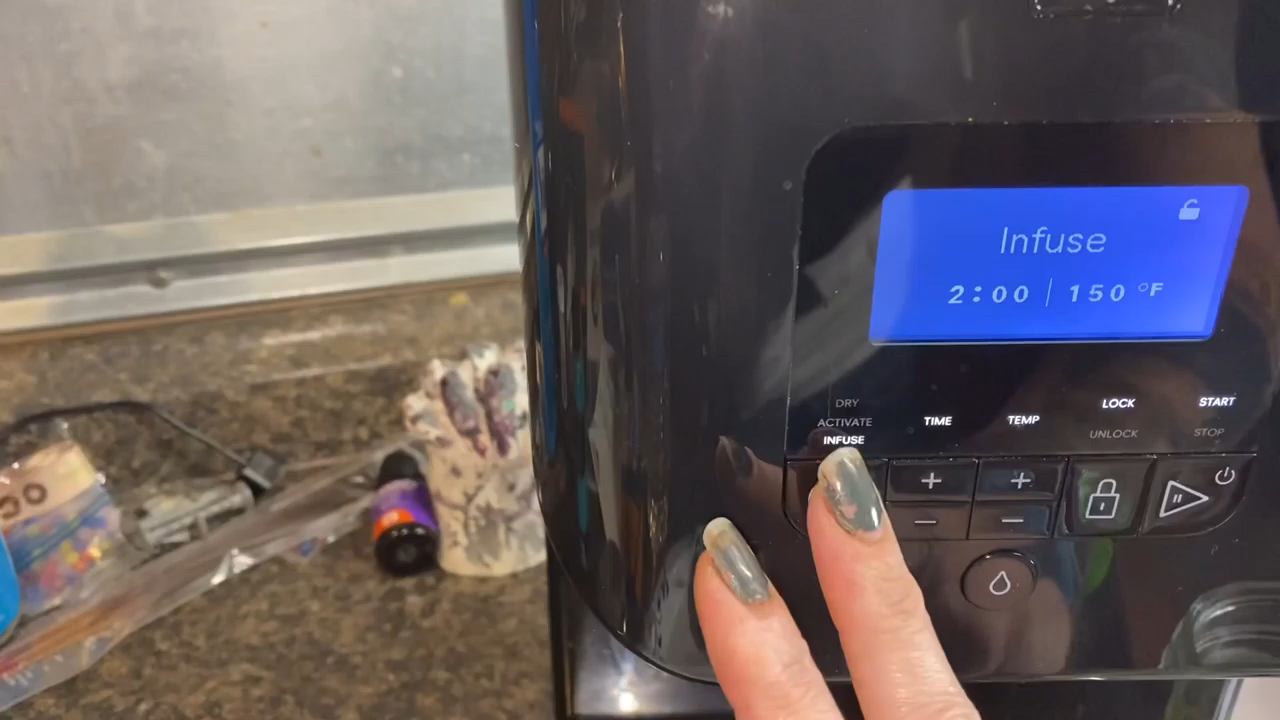 Infuse
2:00 | 150 °F
DRY
ACTIVATE
INFUSE
TIME
TEMP
LOCK
UNLOCK
START
STOP
+ +
− −